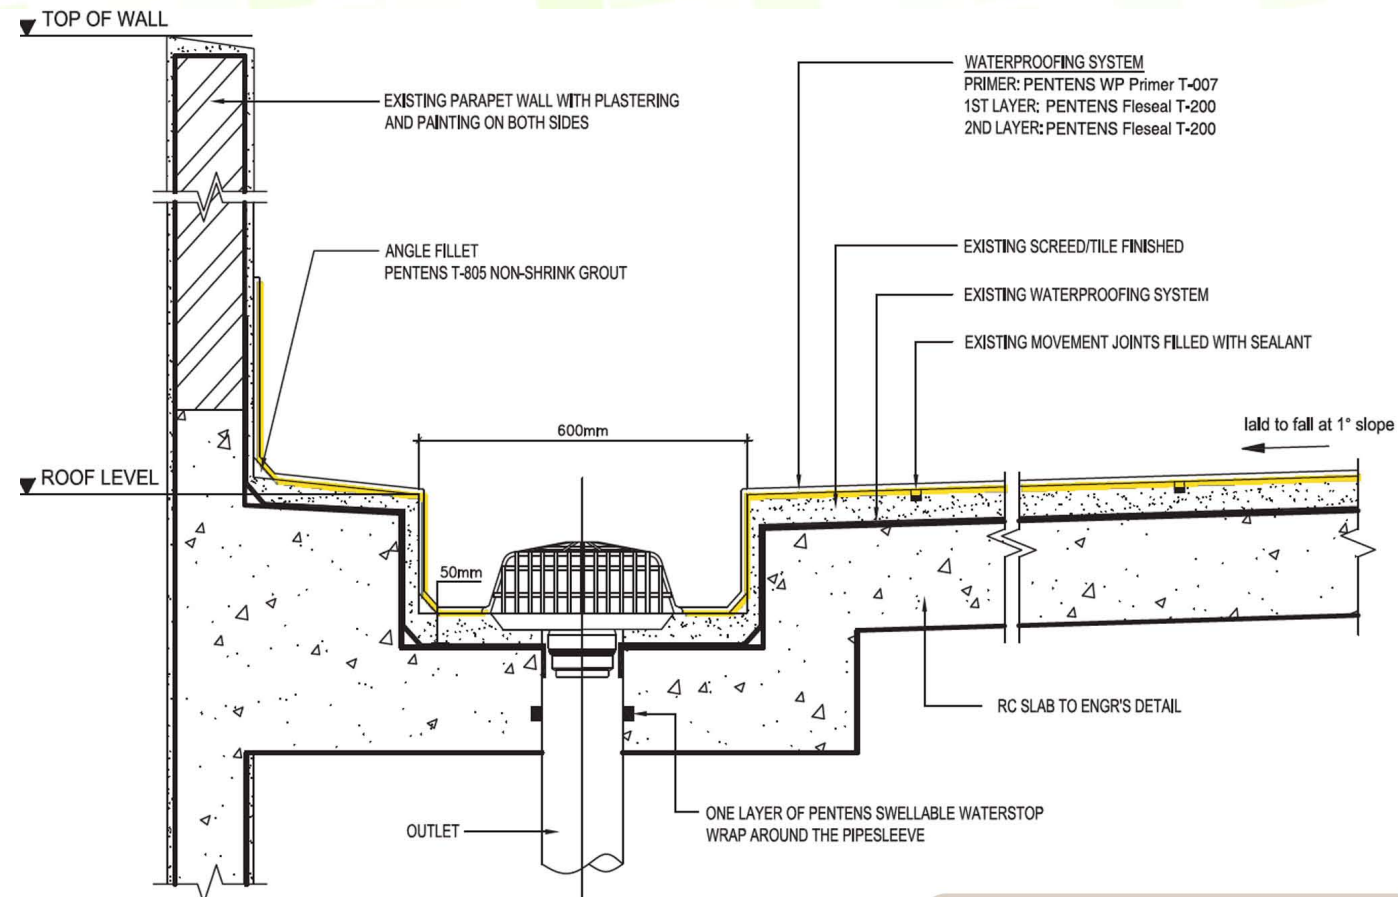 TOP OF WALL
EXISTING PARAPET WALL WITH PLASTERING
AND PAINTING ON BOTH SIDES
WATERPROOFING SYSTEM
PRIMER: PENTENS WP Primer T-007
1ST LAYER: PENTENS Fleseal T-200
2ND LAYER: PENTENS Fleseal T-200
ANGLE FILLET
PENTENS T-805 NON-SHRINK GROUT
EXISTING SCREED/TILE FINISHED
EXISTING WATERPROOFING SYSTEM
EXISTING MOVEMENT JOINTS FILLED WITH SEALANT
600mm
laid to fall at 1° slope
ROOF LEVEL
50mm
RC SLAB TO ENGR'S DETAIL
OUTLET
ONE LAYER OF PENTENS SWELLABLE WATERSTOP
WRAP AROUND THE PIPESLEEVE